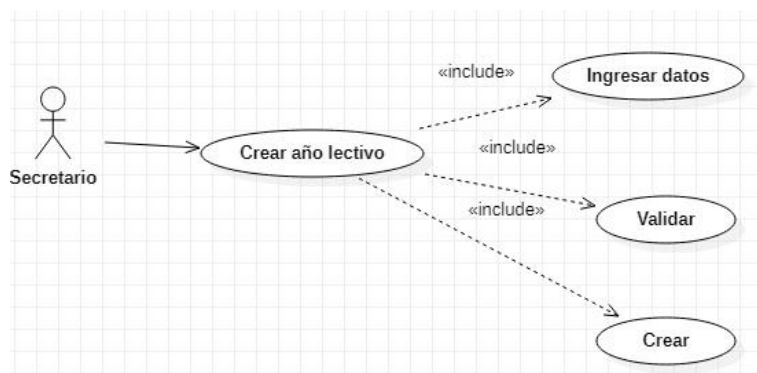 «include»
Ingresar datos
Secretario
Crear año lectivo
«include»
«include»
Validar
Crear